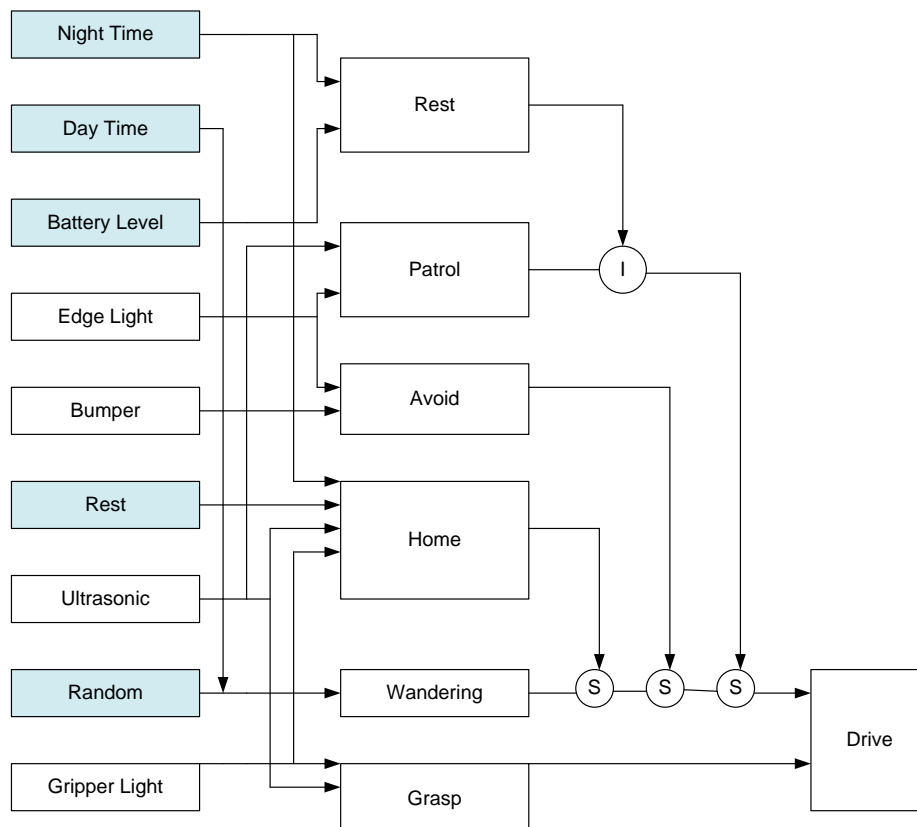 Night Time
Rest
Day Time
Battery Level
Patrol
I
Edge Light
Avoid
Bumper
Rest
Home
Ultrasonic
Random
Wandering
S
S
S
Drive
Gripper Light
Grasp